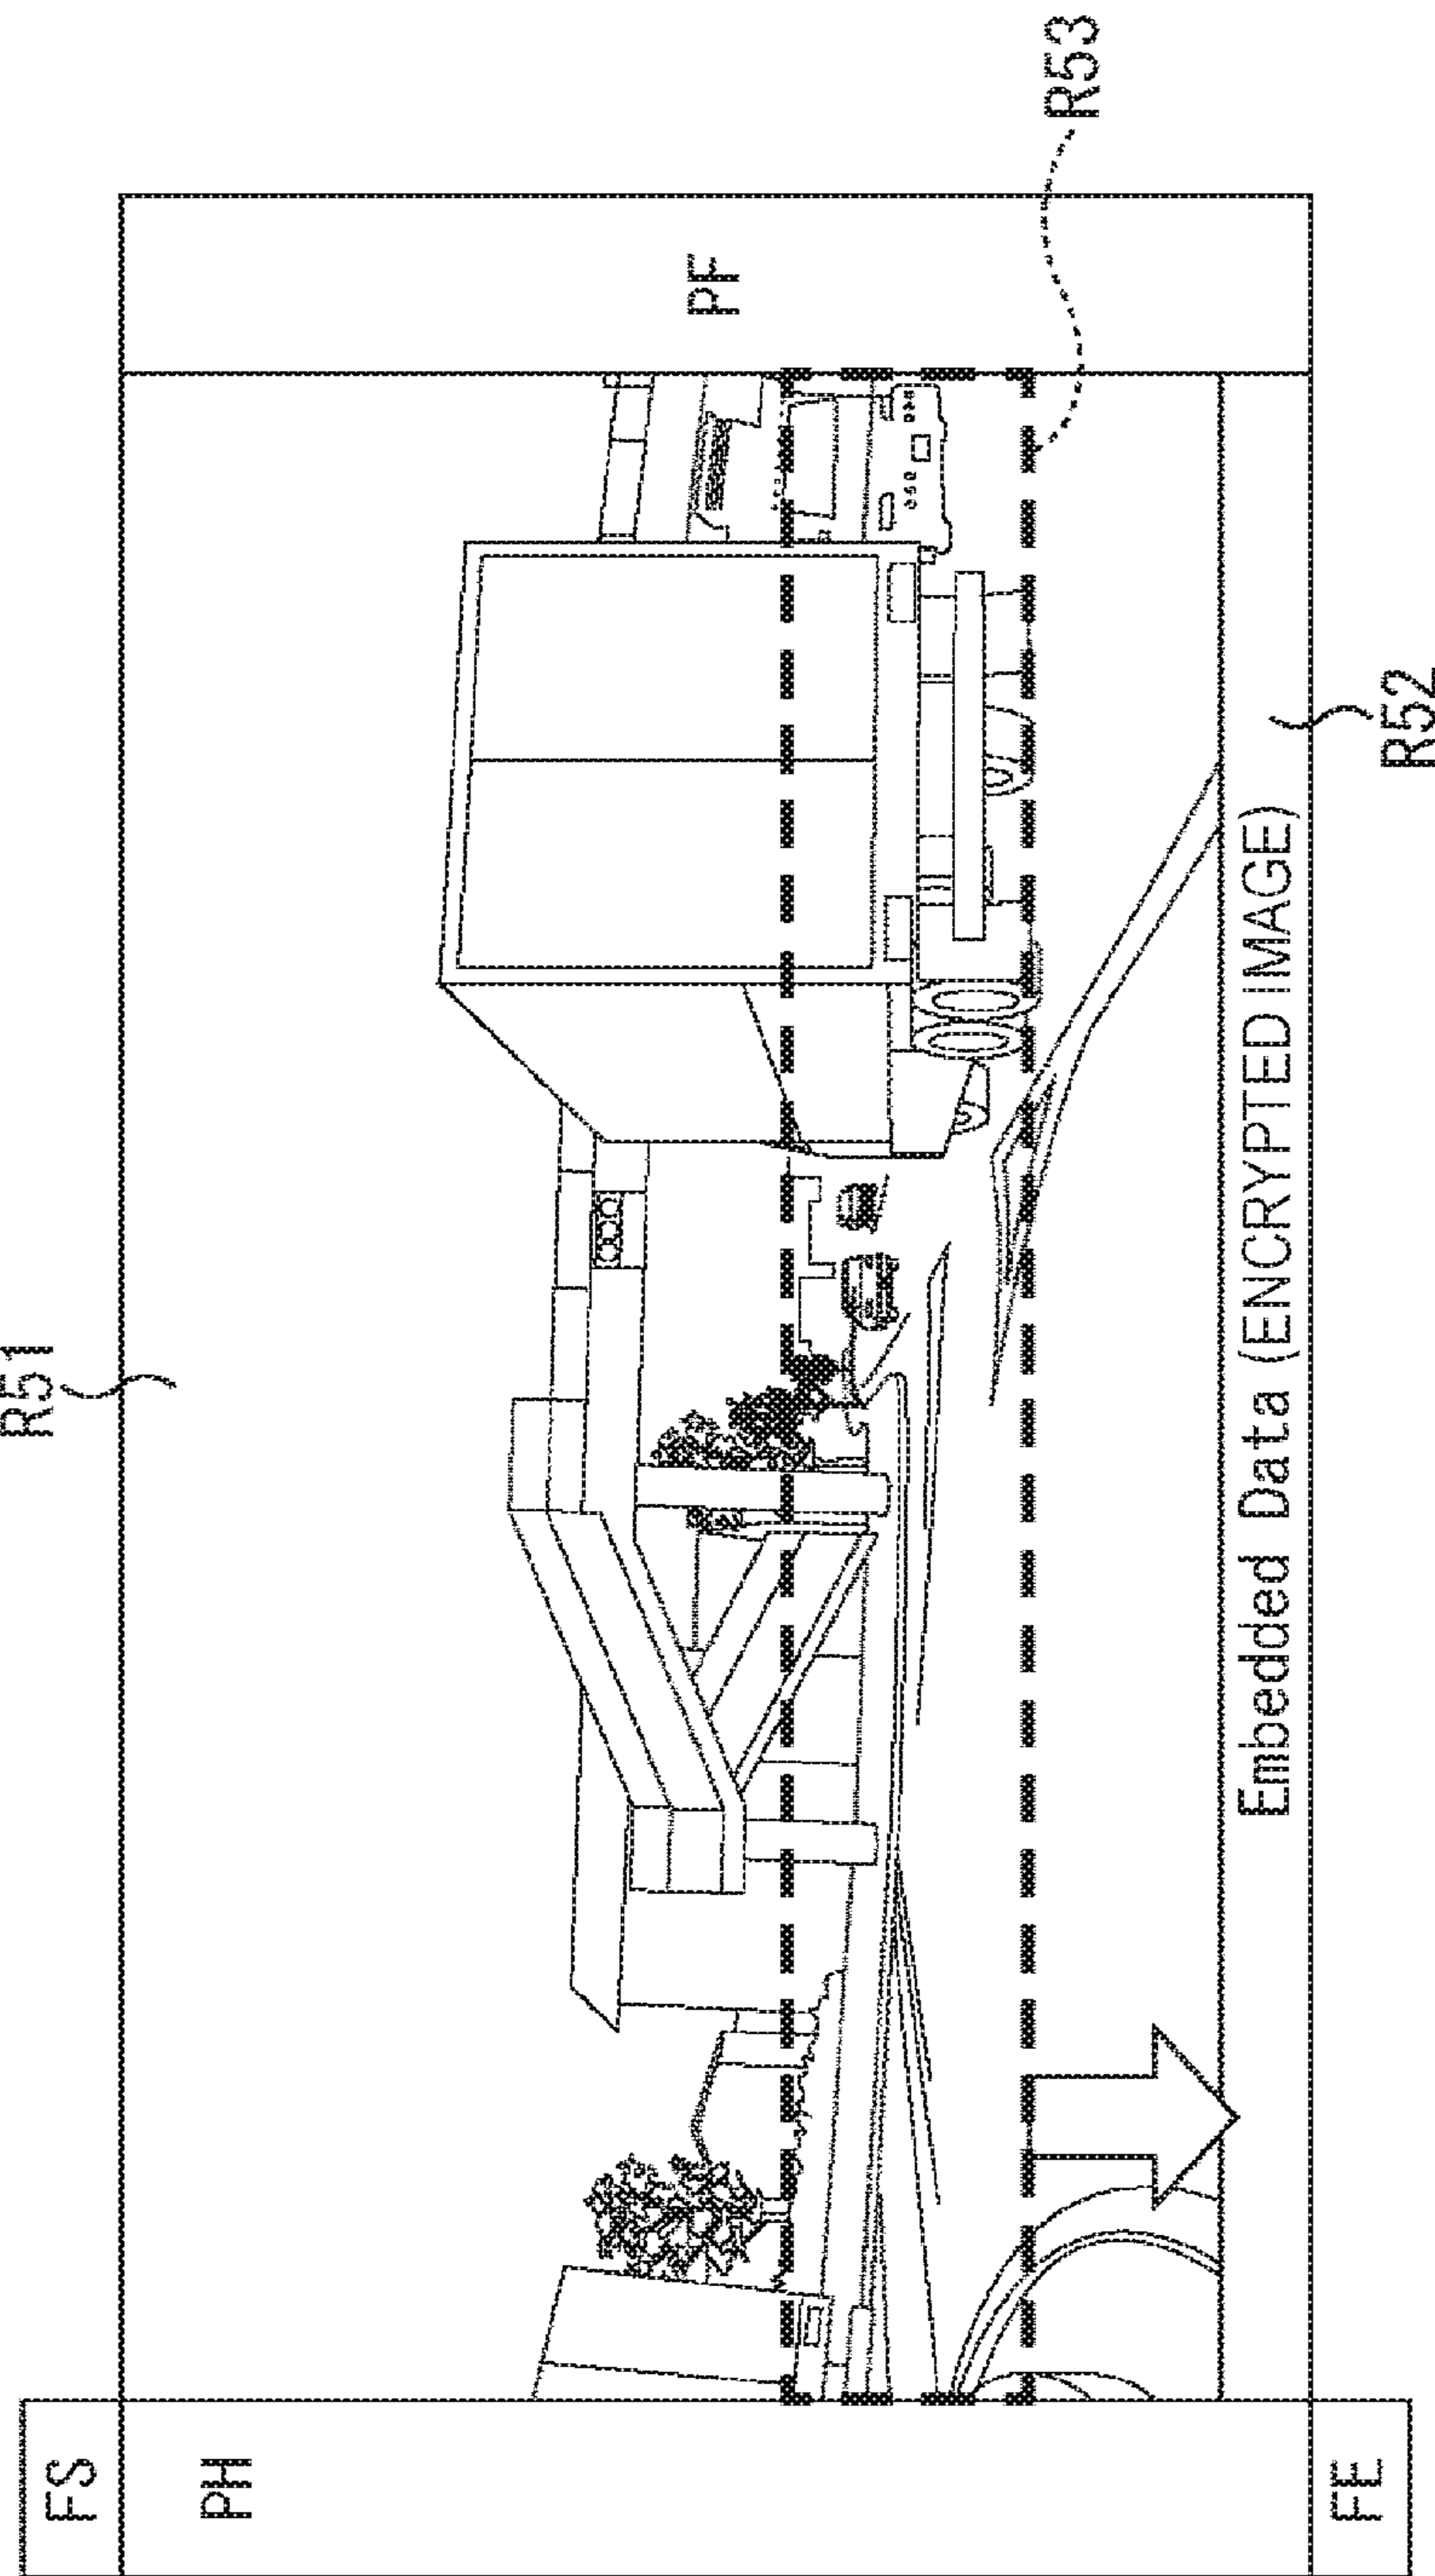 FS
R51
PH
PF
R53
Embedded Data (ENCRYPTED IMAGE)
R52
FE